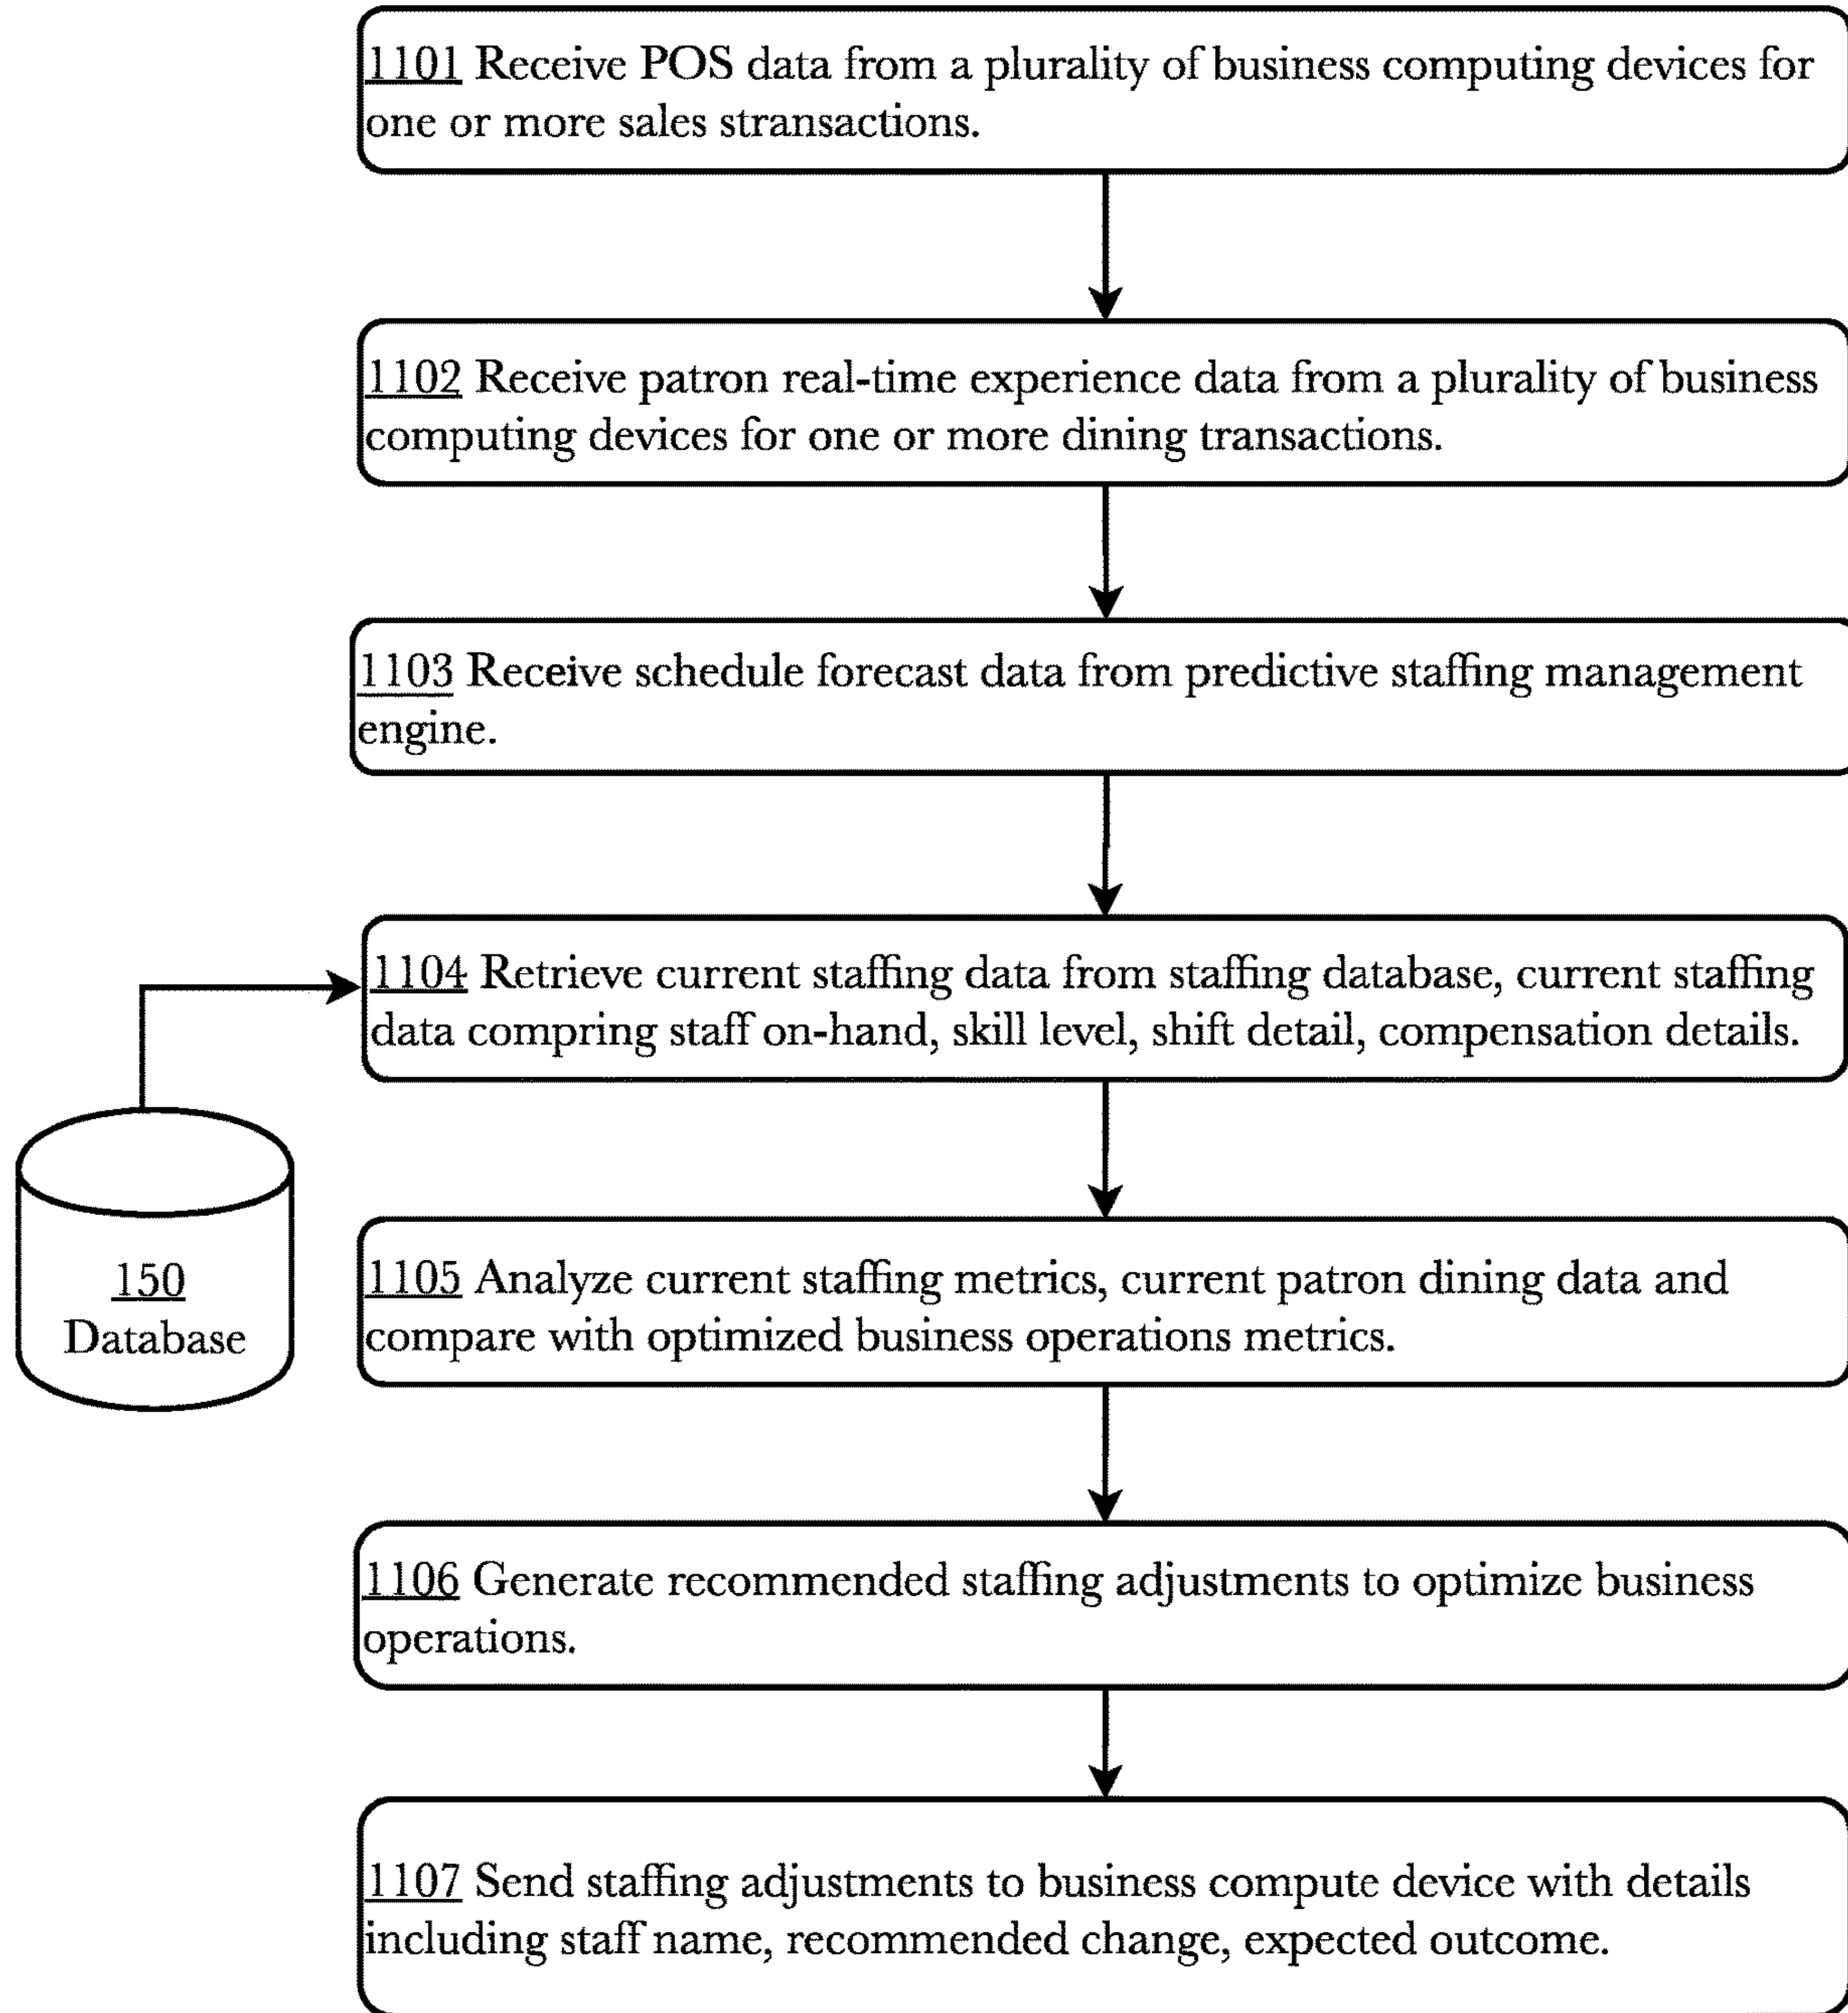 1101 Receive POS data from a plurality of business computing devices for
one or more sales stransactions.
1102 Receive patron real-time experience data from a plurality of business
computing devices for one or more dining transactions.
1103 Receive schedule forecast data from predictive staffing management
engine.
1104 Retrieve current staffing data from staffing database, current staffing
data compring staff on-hand, skill level, shift detail, compensation details.
150
Database
1105 Analyze current staffing metrics, current patron dining data and
compare with optimized business operations metrics.
1106 Generate recommended staffing adjustments to optimize business
operations.
1107 Send staffing adjustments to business compute device with details
including staff name, recommended change, expected outcome.